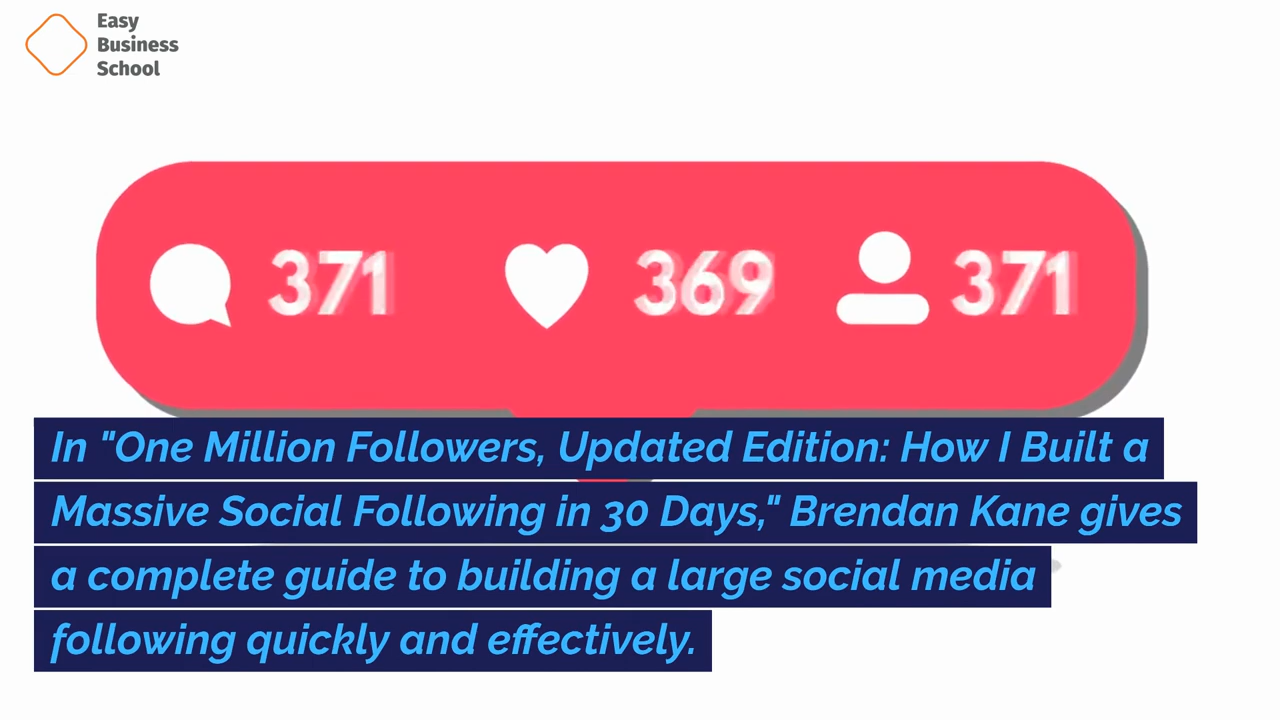 Easy
Business
School
371 369 371
In "One Million Followers, Updated Edition: How I Built a
Massive Social Following in 30 Days," Brendan Kane gives
a complete guide to building a large social media
following quickly and effectively.